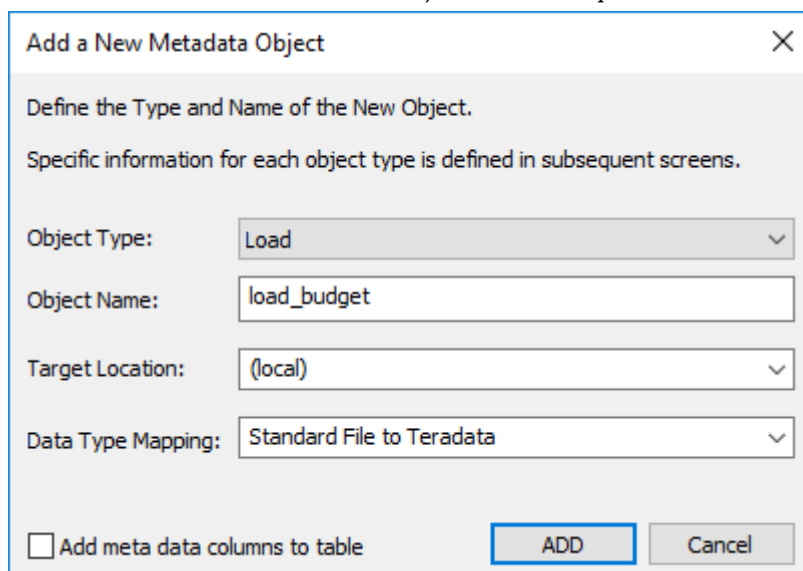 Add a New Metadata Object
Define the Type and Name of the New Object.
Specific information for each object type is defined in subsequent screens.
Object Type: Load
Object Name: load_budget
Target Location: (local)
Data Type Mapping: Standard File to Teradata
Add meta data columns to table ADD Cancel